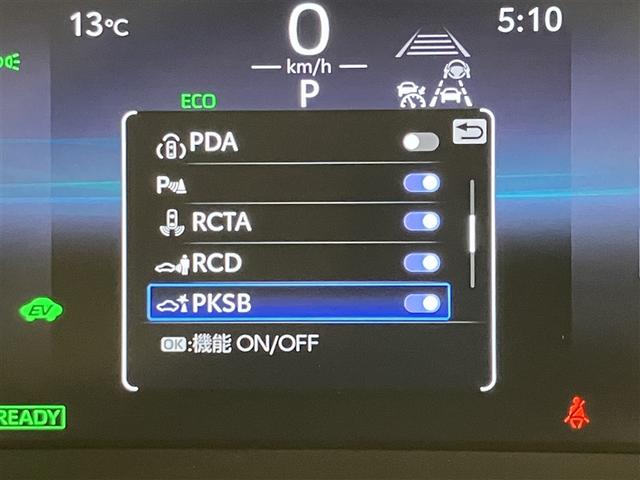 13℃
0
5:10
km/h
ECO
P
PDA
P
RCTA
RCD
PKSB
OK:機能 ON/OFF
EV
READY